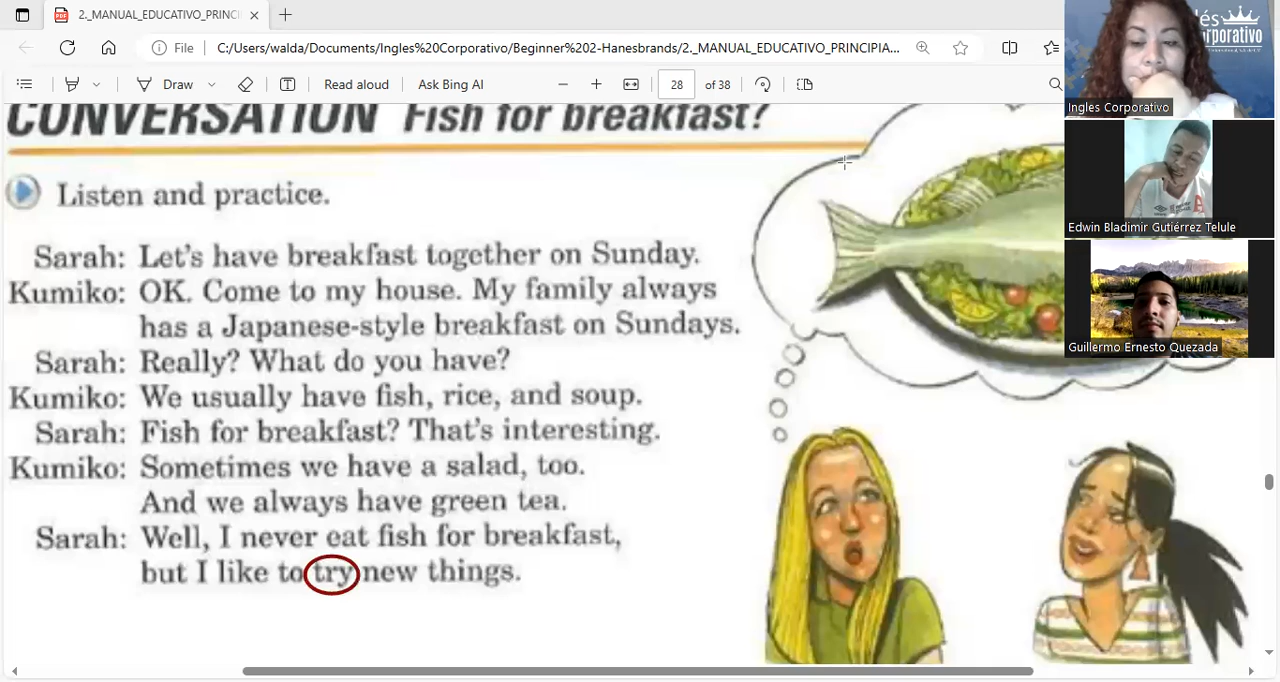 2._MANUAL_EDUCATIVO_PRINCI
File C:/Users/walda/Documents/Ingles%20Corporativo/Beginner%202-Hanesbrands/2._MANUAL_EDUCATIVO_PRINCIPIA...
Draw Read aloud Ask Bing AI 28 of 38
CONVERSATION Fish for breakfast?
Listen and practice.
Sarah: Let's have breakfast together on Sunday.
Kumiko: OK. Come to my house. My family always
has a Japanese-style breakfast on Sundays.
Sarah: Really? What do you have?
Kumiko: We usually have fish, rice, and soup.
Sarah: Fish for breakfast? That's interesting.
Kumiko: Sometimes we have a salad, too.
And we always have green tea.
Sarah: Well, I never eat fish for breakfast,
but I like to try new things.
Ingles Corporativo
Edwin Bladimir Gutiérrez Telule
Guillermo Ernesto Quezada